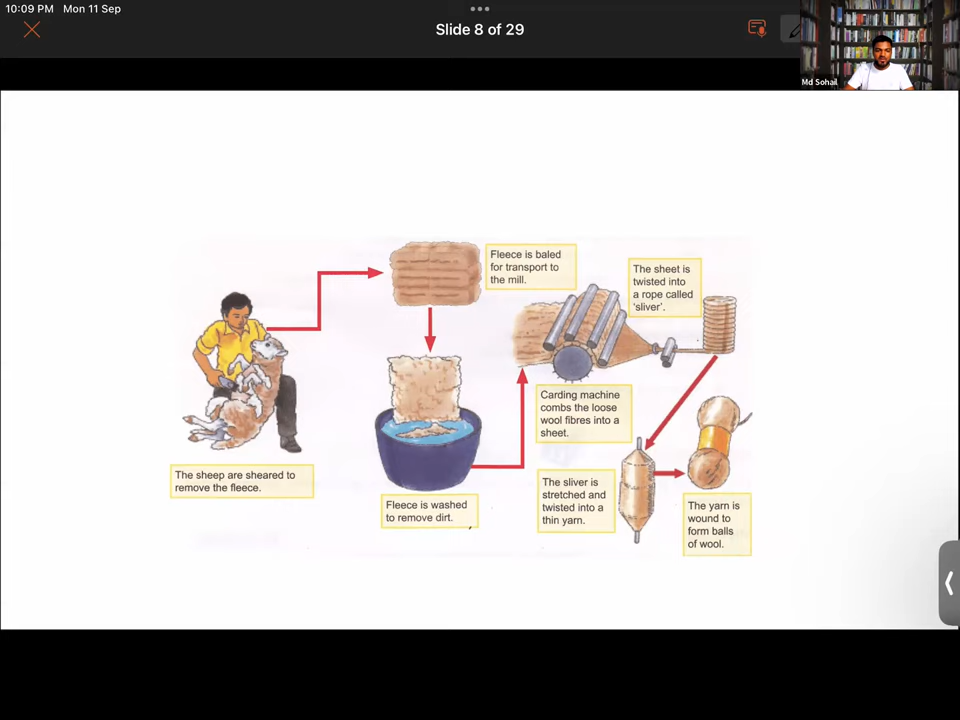 10:09 PM Mon 11 Sep
Slide 8 of 29
Md Sohail
Fleece is baled
for transport to
the mill.
The sheet is
twisted into
a rope called
'sliver'.
Carding machine
combs the loose
wool fibres into a
sheet.
The sheep are sheared to
remove the fleece.
Fleece is washed
to remove dirt.
The sliver is
stretched and
twisted into a
thin yarn.
The yarn is
wound to
form balls
of wool.